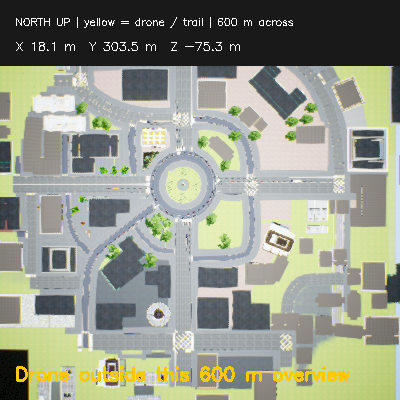 NORTH UP | yellow = drone / trail | 600 m across
X 18.1 m Y 303.5 m Z −75.3 m
Drone outside this 600 m overview